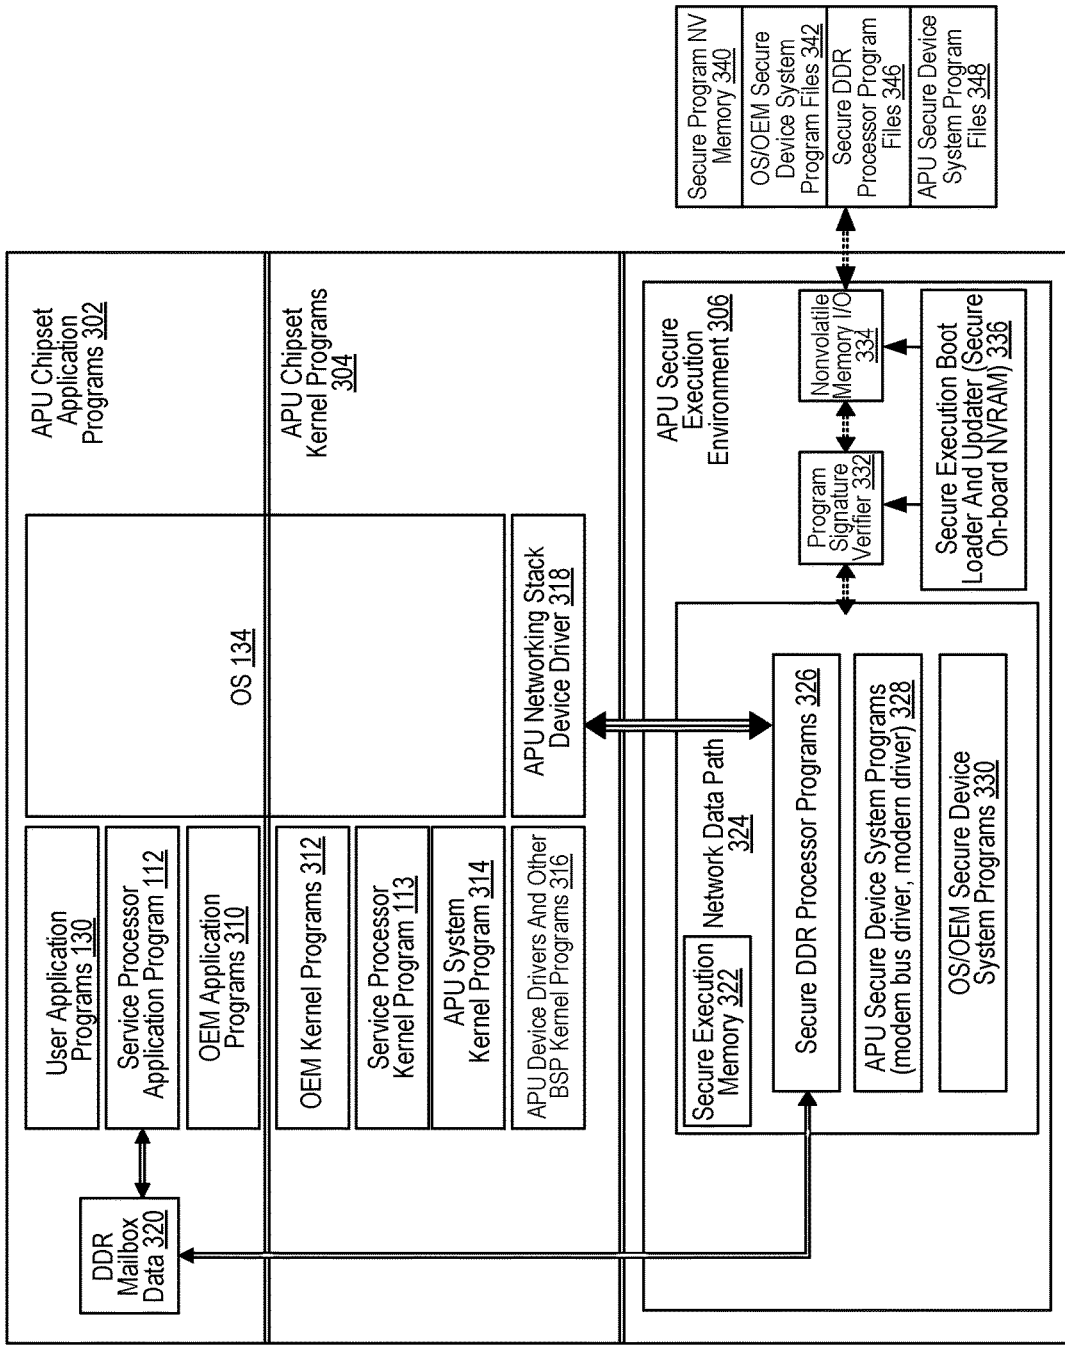 APU Chipset
Application
Programs 302
User Application
Programs 130
Service Processor
Application Program 112
OEM Application
Programs 310
DDR
Mailbox
Data 320
OS 134
APU Chipset
Kernel Programs
304
OEM Kernel Programs 312
Service Processor
Kernel Program 113
APU System
Kernel Program 314
APU Device Drivers And Other
BSP Kernel Programs 316
APU Networking Stack
Device Driver 318
APU Secure
Execution
Environment 306
Secure Execution
Memory 322
Network Data Path
324
Secure DDR Processor Programs 326
APU Secure Device System Programs
(modem bus driver, modern driver) 328
OS/OEM Secure Device
System Programs 330
Program
Signature
Verifier 332
Nonvolatile
Memory I/O
334
Secure Execution Boot
Loader And Updater (Secure
On-board NVRAM) 336
Secure Program NV
Memory 340
OS/OEM Secure
Device System
Program Files 342
Secure DDR
Processor Program
Files 346
APU Secure Device
System Program
Files 348